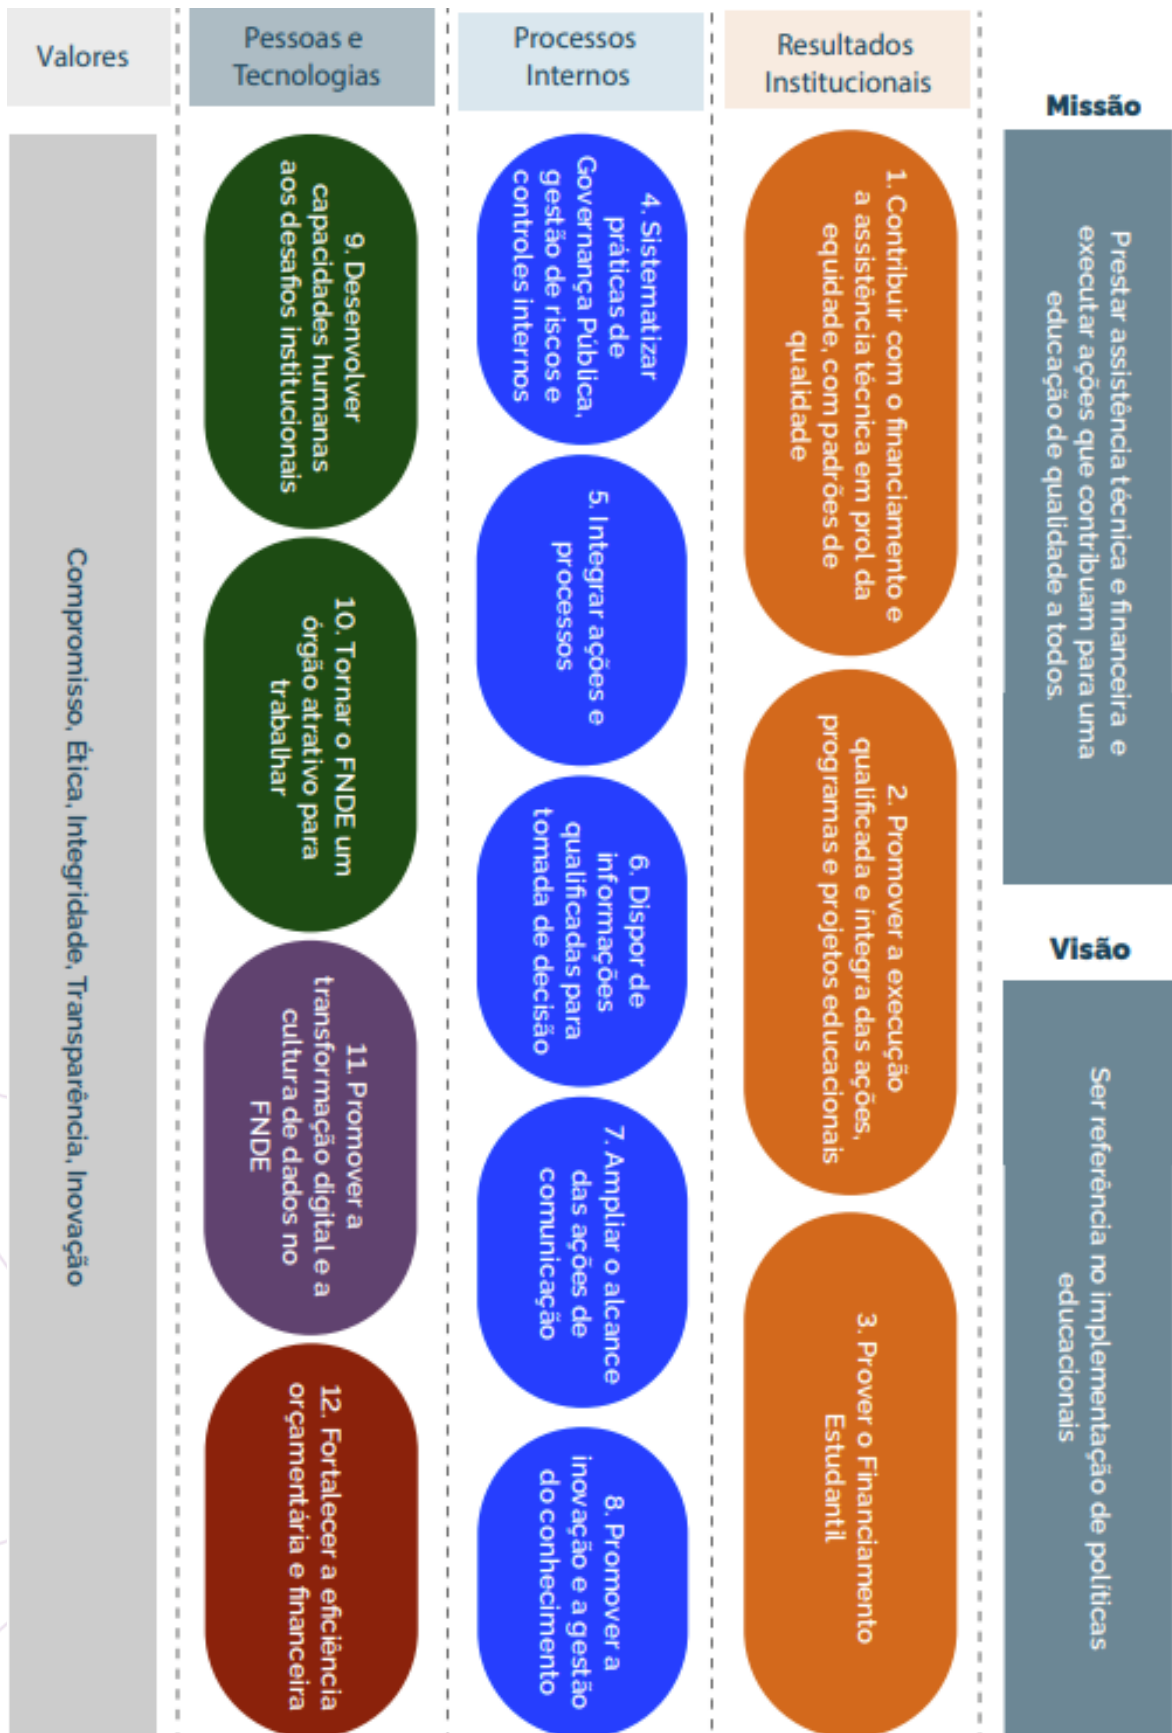 Missão
Prestar assistência técnica e financeira e
executar ações que contribuam para uma
educação de qualidade a todos.
Visão
Ser referência no implementação de políticas
educacionais
Resultados
Institucionais
1. Contribuir com o financiamento e
a assistência técnica em prol da
equidade, com padrões de
qualidade
2. Promover a execução
qualificada e integra das ações,
programas e projetos educacionais
3. Prover o Financiamento
Estudantil
Processos
Internos
4. Sistematizar
práticas de
Governança Pública,
gestão de riscos e
controles internos
5. Integrar ações e
processos
6. Dispor de
informações
qualificadas para
tomada de decisão
7. Ampliar o alcance
das ações de
comunicação
8. Promover a
inovação e a gestão
do conhecimento
Pessoas e
Tecnologias
9. Desenvolver
capacidades humanas
aos desafios institucionais
10. Tornar o FNDE um
órgão atrativo para
trabalhar
11. Promover a
transformação digital e a
cultura de dados no
FNDE
12. Fortalecer a eficiência
orçamentária e financeira
Valores
Compromisso, Ética, Integridade, Transparência, Inovação